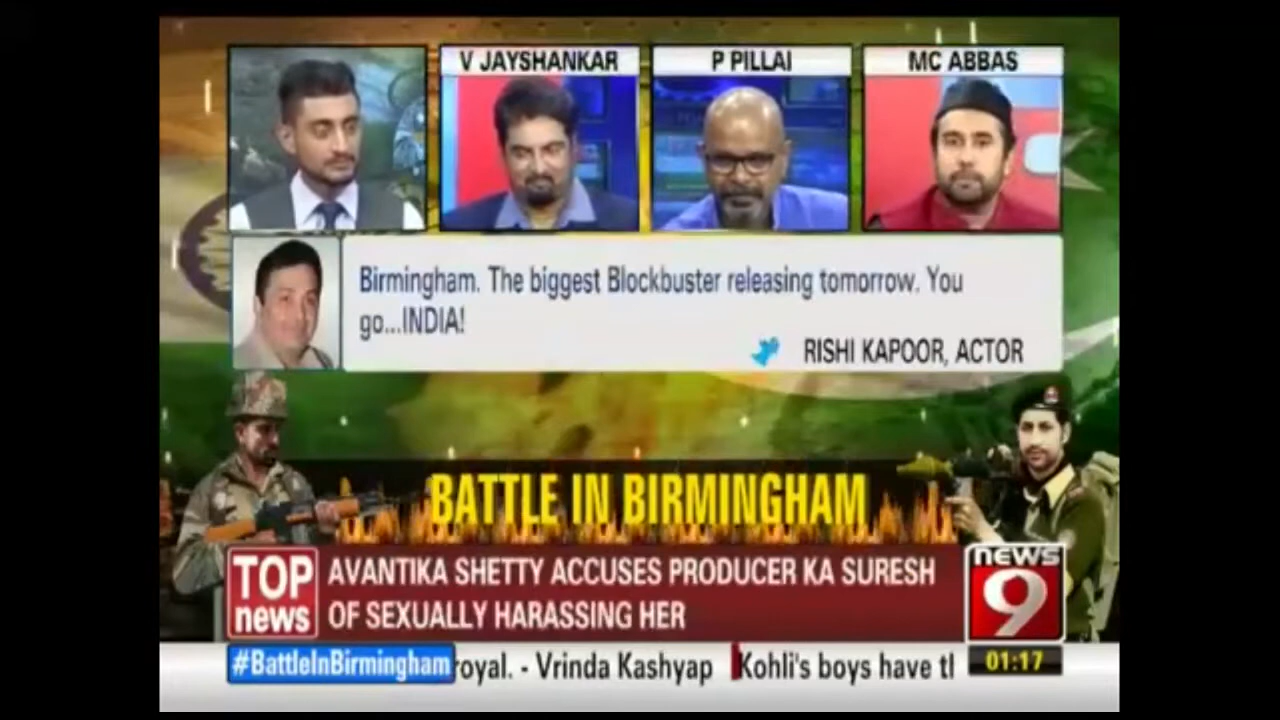 V JAYSHANKAR
P PILLAI
MC ABBAS
Birmingham. The biggest Blockbuster releasing tomorrow. You
go...INDIA!
RISHI KAPOOR, ACTOR
BATTLE IN BIRMINGHAM
TOP
news
AVANTIKA SHETTY ACCUSES PRODUCER KA SURESH
OF SEXUALLY HARASSING HER
NEWS
9
#BattleInBirmingham
royal. - Vrinda Kashyap
Kohli's boys have
01:17